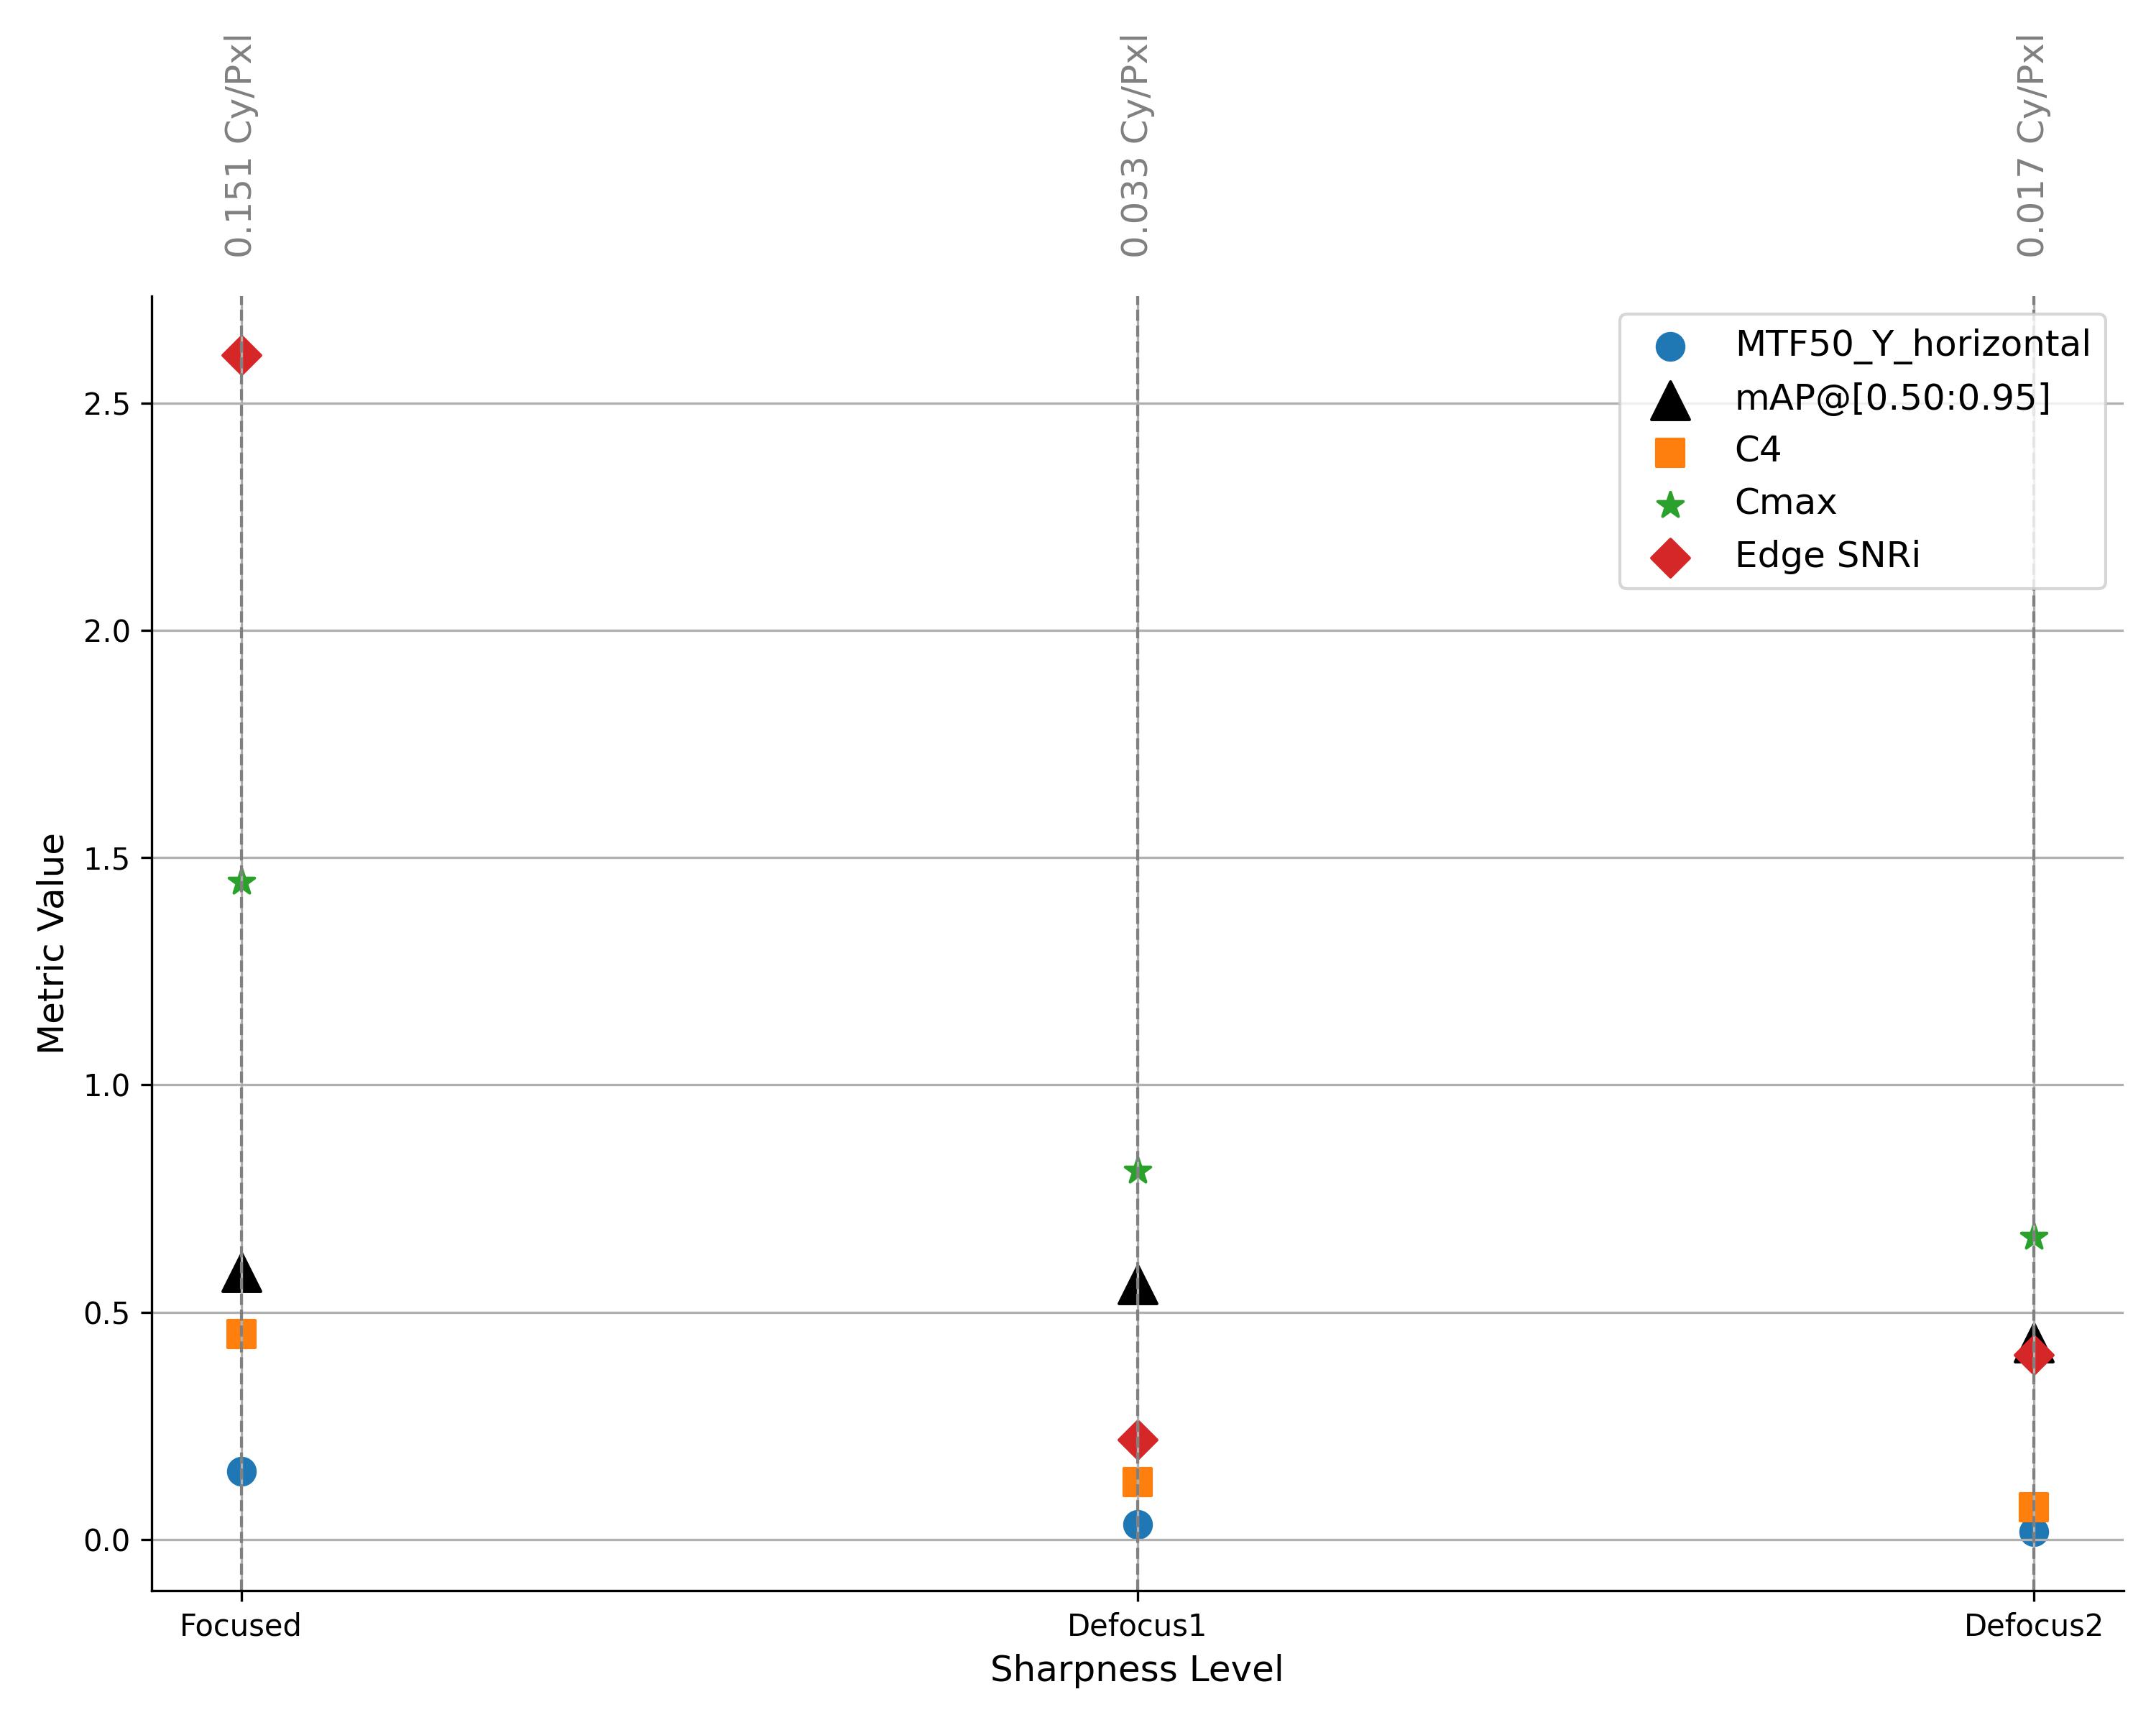 0.151 Cy/Pxl
0.033 Cy/Pxl
0.017 Cy/Pxl
MTF50_Y_horizontal
mAP@[0.50:0.95]
C4
Cmax
Edge SNRi
Metric Value
2.5
2.0
1.5
1.0
0.5
0.0
Focused
Defocus1
Defocus2
Sharpness Level